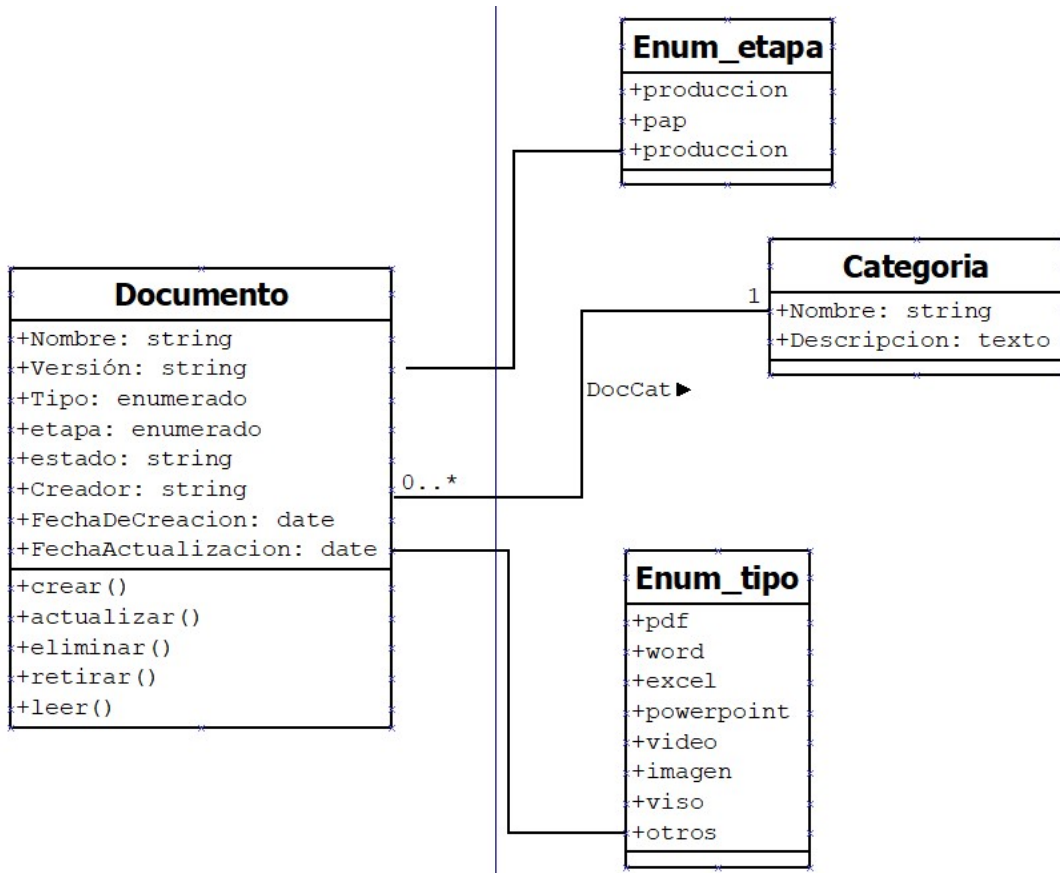 Enum_etapa
+produccion
+pap
+produccion
Categoria
+Nombre: string
+Descripcion: texto
1
DocCat
0..*
Documento
+Nombre: string
+Versión: string
+Tipo: enumerado
+etapa: enumerado
+estado: string
+Creador: string
+FechaDeCreacion: date
+FechaActualizacion: date
+crear()
+actualizar()
+eliminar()
+retirar()
+leer()
Enum_tipo
+pdf
+word
+excel
+powerpoint
+video
+imagen
+viso
+otros